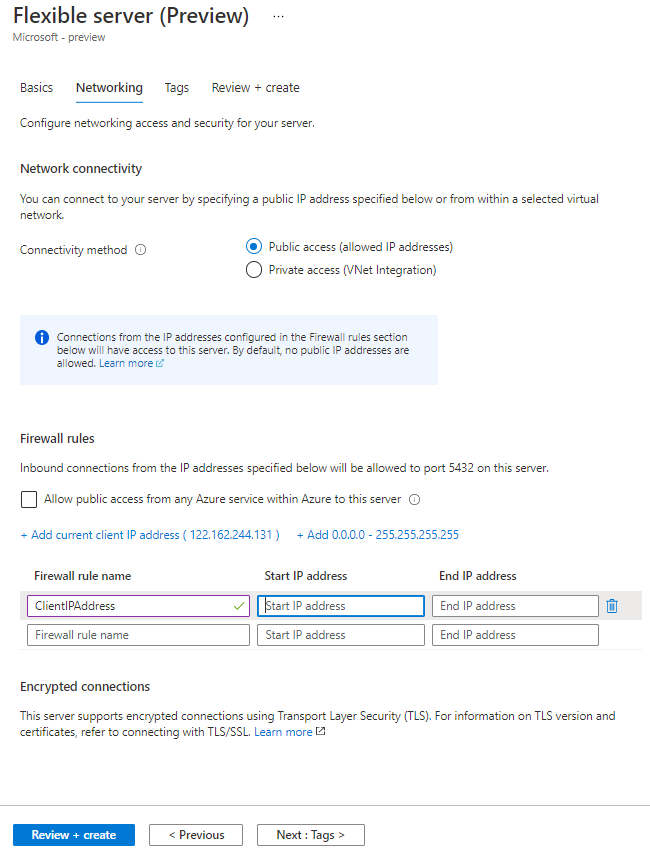 Flexible server (Preview) ...
Microsoft - preview
Basics Networking Tags Review + create
Configure networking access and security for your server.
Network connectivity
You can connect to your server by specifying a public IP address specified below or from within a selected virtual
network.
Connectivity method
Public access (allowed IP addresses)
Private access (VNet Integration)
Connections from the IP addresses configured in the Firewall rules section
below will have access to this server. By default, no public IP addresses are
allowed. Learn more
Firewall rules
Inbound connections from the IP addresses specified below will be allowed to port 5432 on this server.
Allow public access from any Azure service within Azure to this server
+ Add current client IP address ( 122.162.244.131 ) + Add 0.0.0.0 - 255.255.255.255
Firewall rule name Start IP address End IP address
ClientIPAddress Start IP address End IP address
Firewall rule name Start IP address End IP address
Encrypted connections
This server supports encrypted connections using Transport Layer Security (TLS). For information on TLS version and
certificates, refer to connecting with TLS/SSL. Learn more
Review + create < Previous Next : Tags >